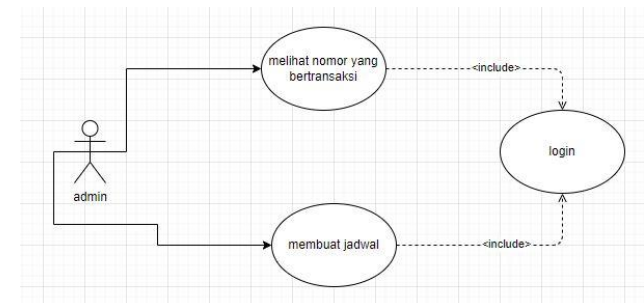 melihat nomor yang
bertransaksi
<include>
login
admin
membuat jadwal
<include>